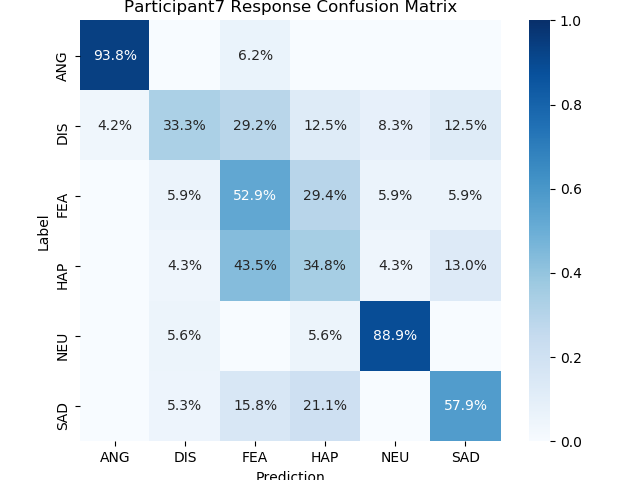 Participant7 Response Confusion Matrix
ANG 93.8% 6.2%
DIS 4.2% 33.3% 29.2% 12.5% 8.3% 12.5%
FEA 5.9% 52.9% 29.4% 5.9% 5.9%
HAP 4.3% 43.5% 34.8% 4.3% 13.0%
NEU 5.6% 5.6% 88.9%
SAD 5.3% 15.8% 21.1% 57.9%
ANG DIS FEA HAP NEU SAD
Label
Prediction
1.0
0.8
0.6
0.4
0.2
0.0